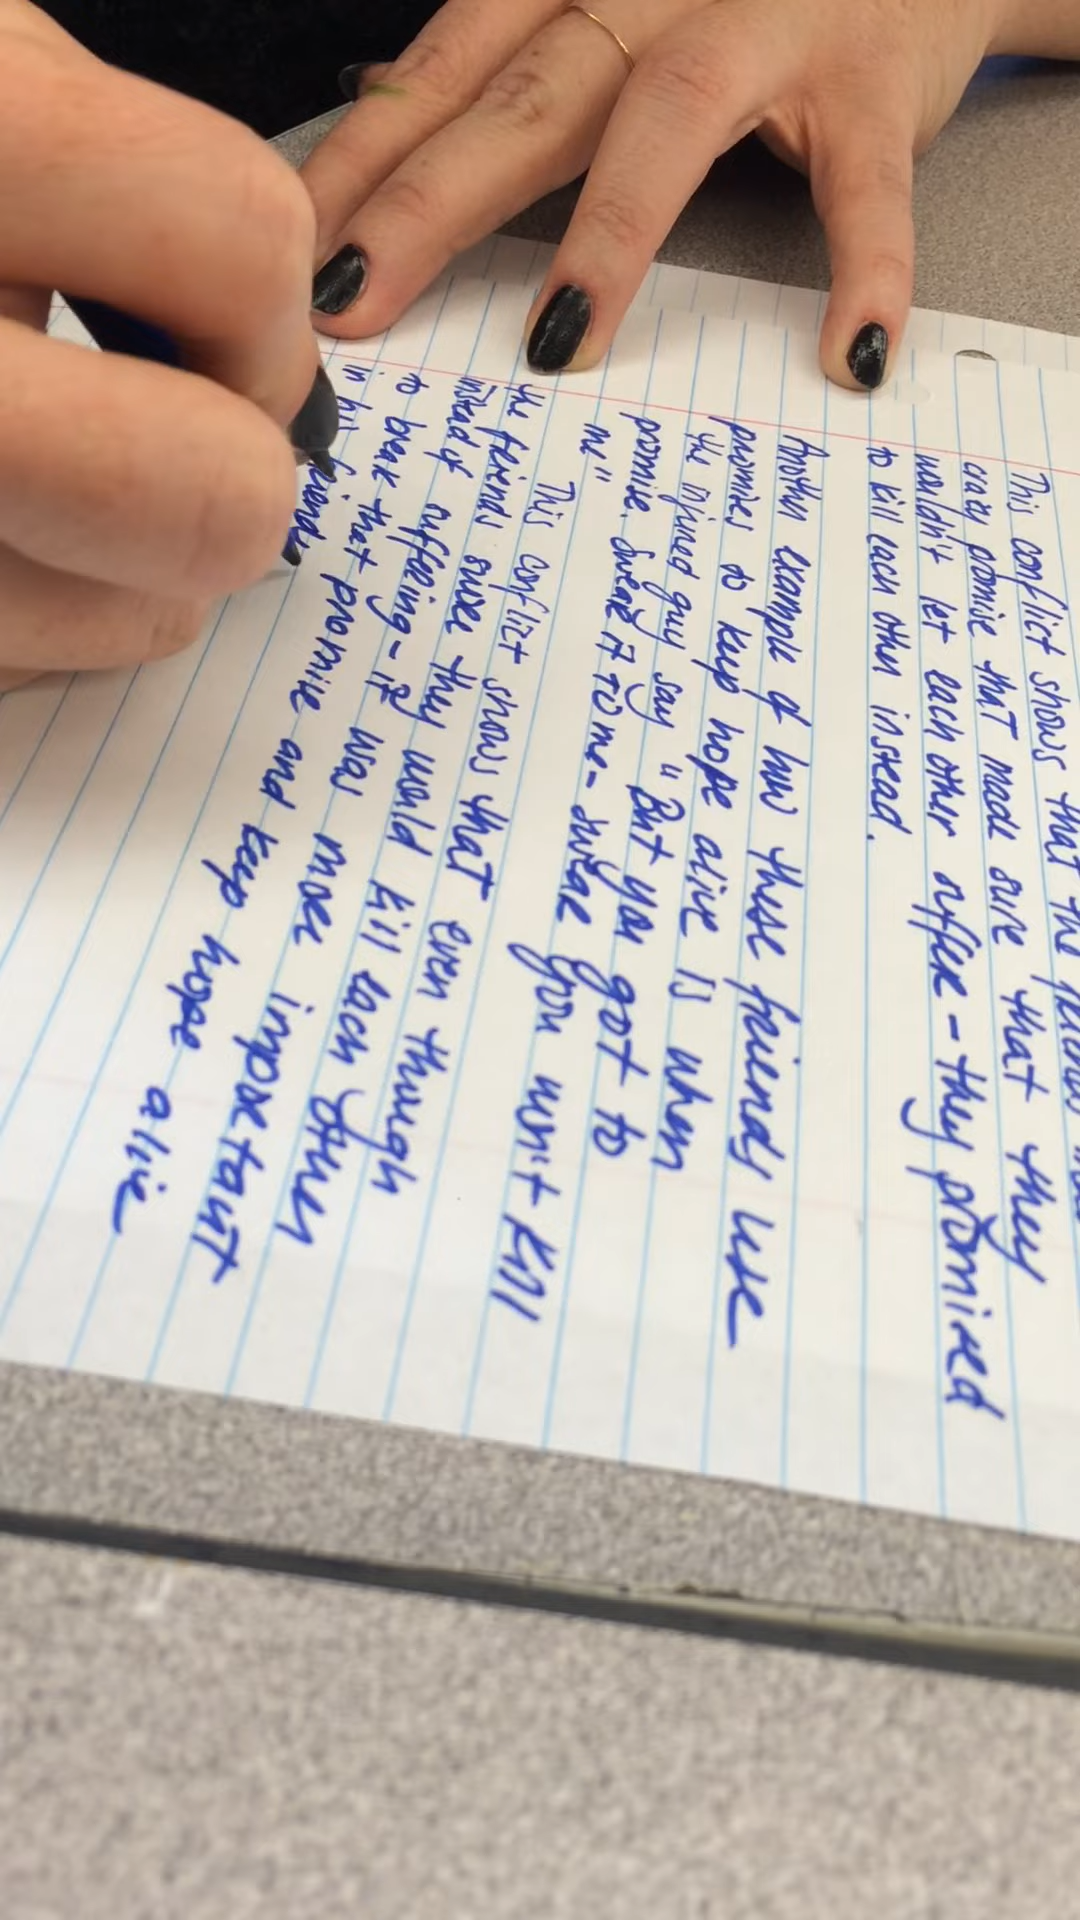 This conflict shows that the friends
crazy promise that made sure that they
wouldn't let each other suffer - they promised
to kill each other instead.
Another example of how these friends use
promises to keep hope alive is when
the injured guy say "But you got to
promise. Swear it to me - swear you won't kill
me"
This conflict shows that even though
the friends swore they would kill each other
instead of suffering - it was more important
to break that promise and keep hope alive
in his friend